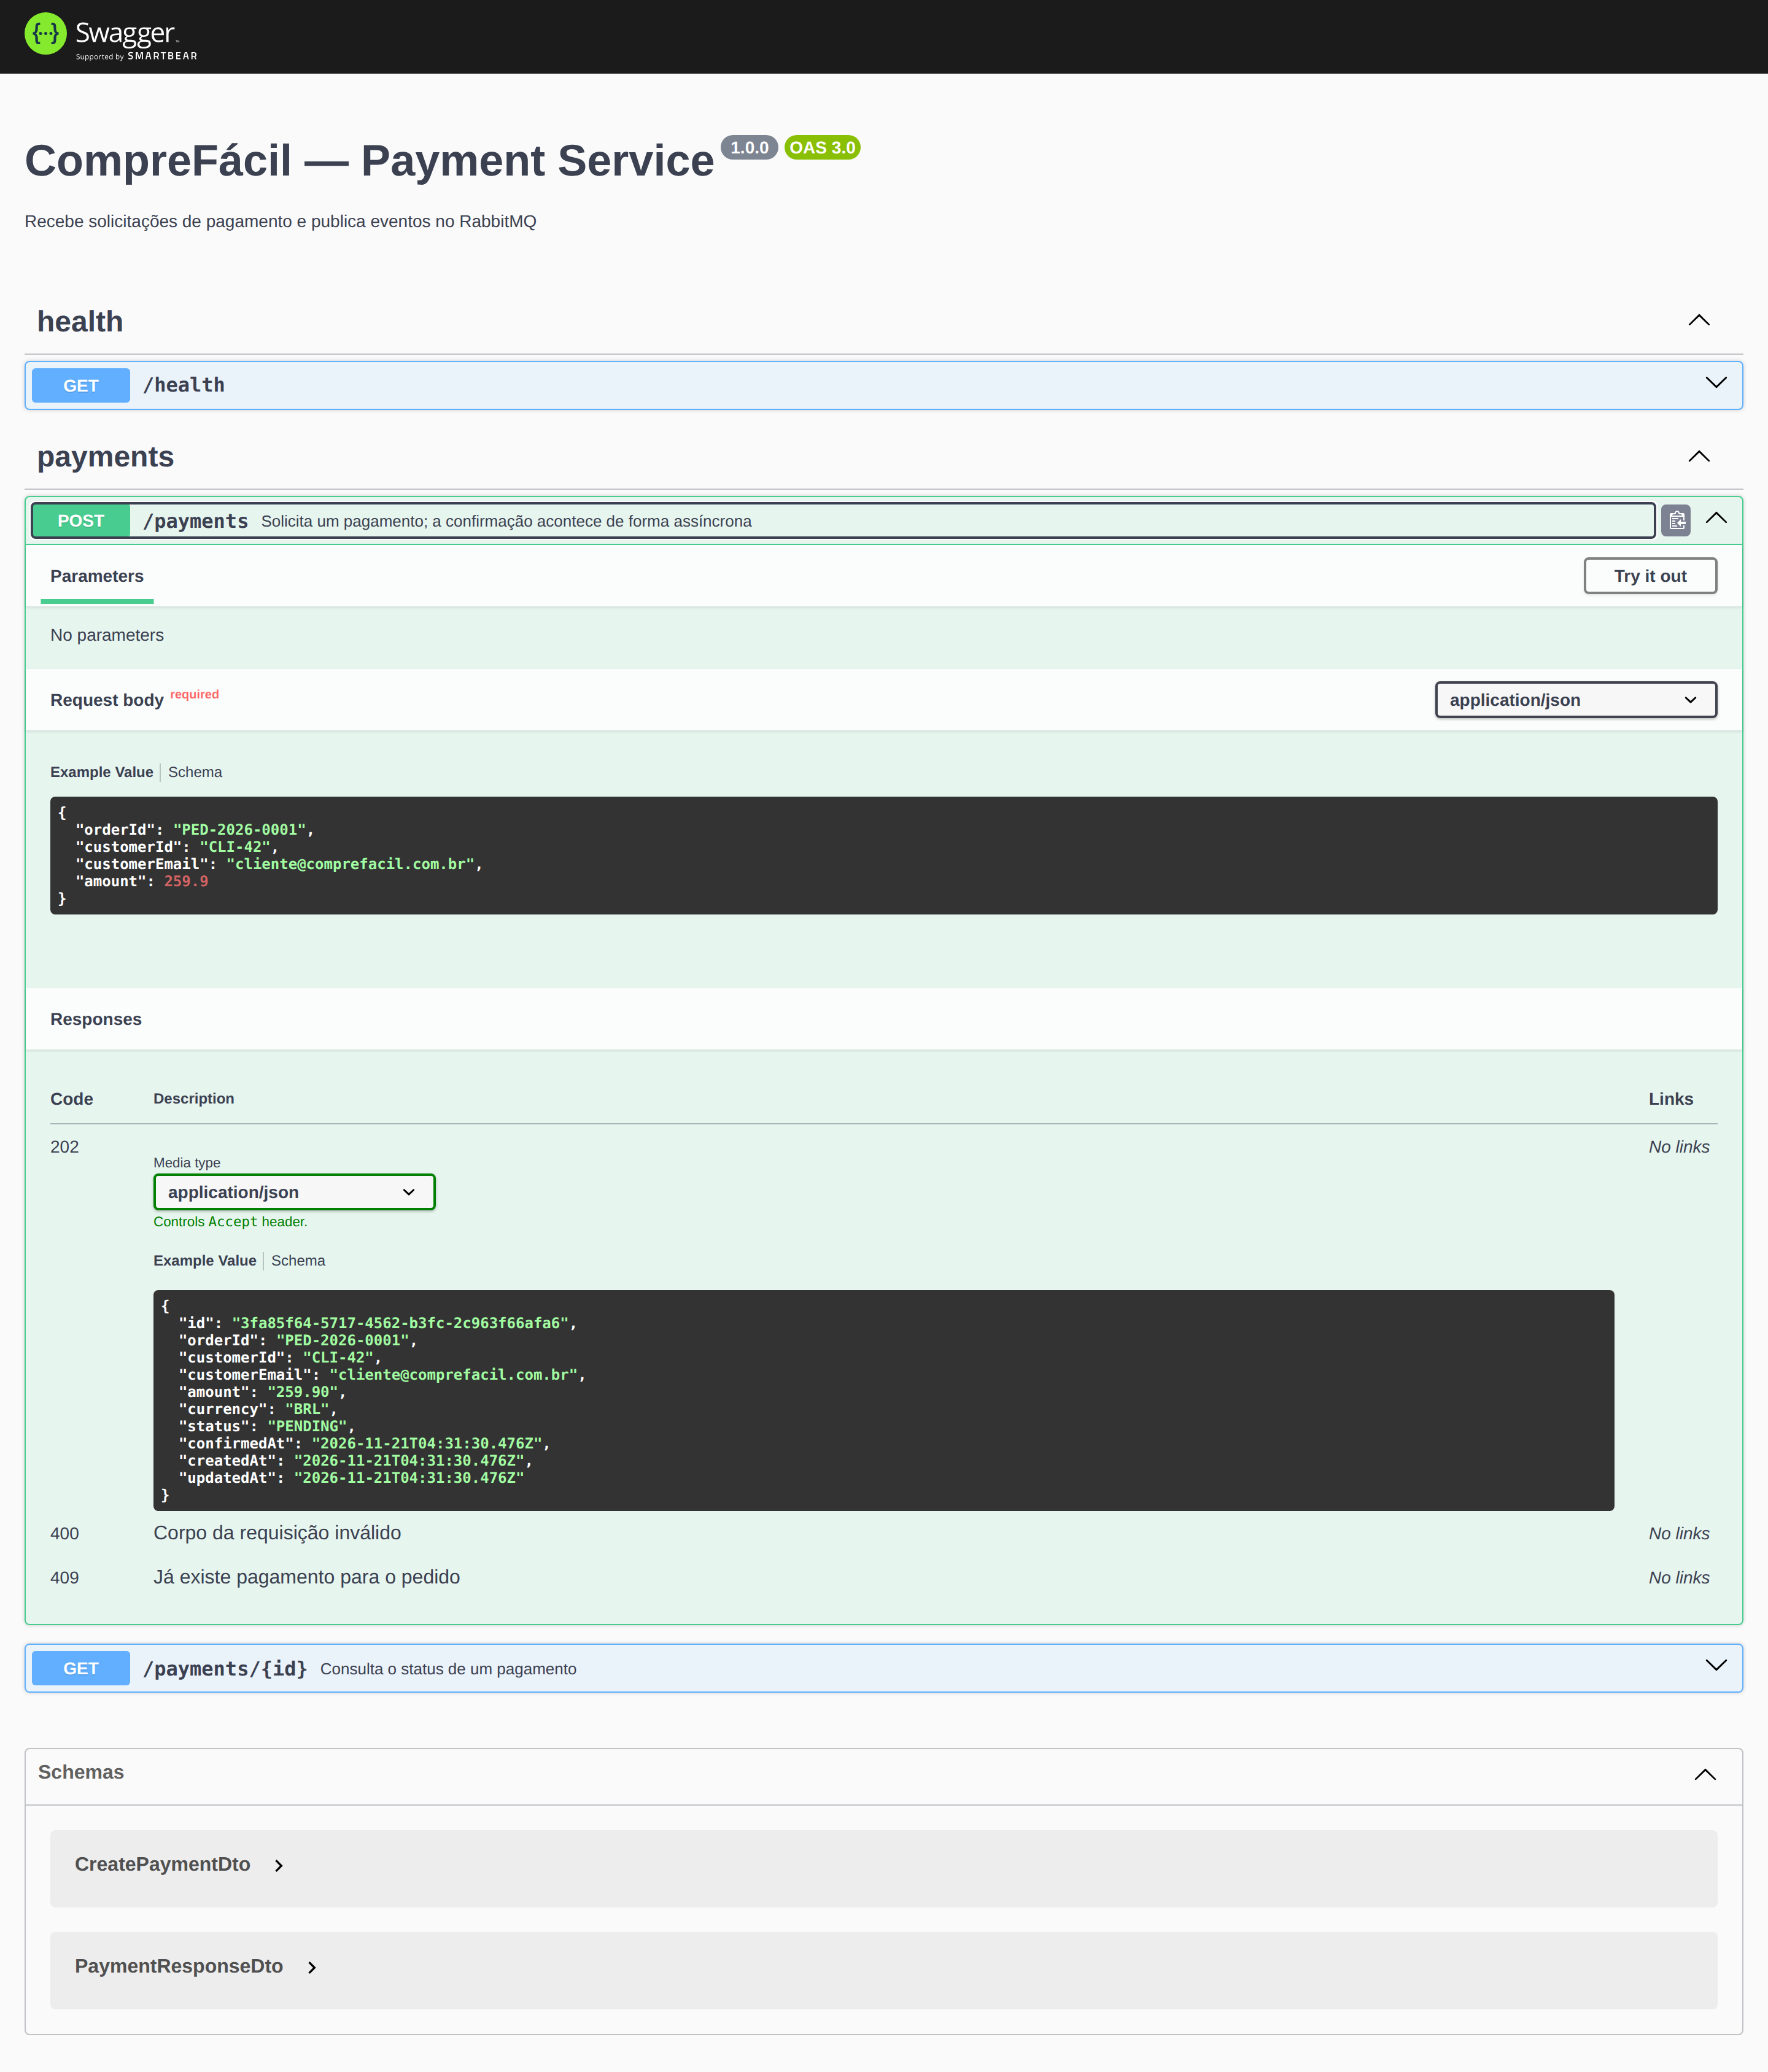 Swagger
Supported by SMARTBEAR
CompreFácil — Payment Service 1.0.0 OAS 3.0
Recebe solicitações de pagamento e publica eventos no RabbitMQ
health
GET /health
payments
POST /payments Solicita um pagamento; a confirmação acontece de forma assíncrona
Parameters Try it out
No parameters
Request body required application/json
Example Value Schema
{
  "orderId": "PED-2026-0001",
  "customerId": "CLI-42",
  "customerEmail": "cliente@comprefacil.com.br",
  "amount": 259.9
}
Responses
Code Description Links
202 No links
Media type
application/json
Controls Accept header.
Example Value Schema
{
  "id": "3fa85f64-5717-4562-b3fc-2c963f66afa6",
  "orderId": "PED-2026-0001",
  "customerId": "CLI-42",
  "customerEmail": "cliente@comprefacil.com.br",
  "amount": "259.90",
  "currency": "BRL",
  "status": "PENDING",
  "confirmedAt": "2026-11-21T04:31:30.476Z",
  "createdAt": "2026-11-21T04:31:30.476Z",
  "updatedAt": "2026-11-21T04:31:30.476Z"
}
400 Corpo da requisição inválido No links
409 Já existe pagamento para o pedido No links
GET /payments/{id} Consulta o status de um pagamento
Schemas
CreatePaymentDto
PaymentResponseDto